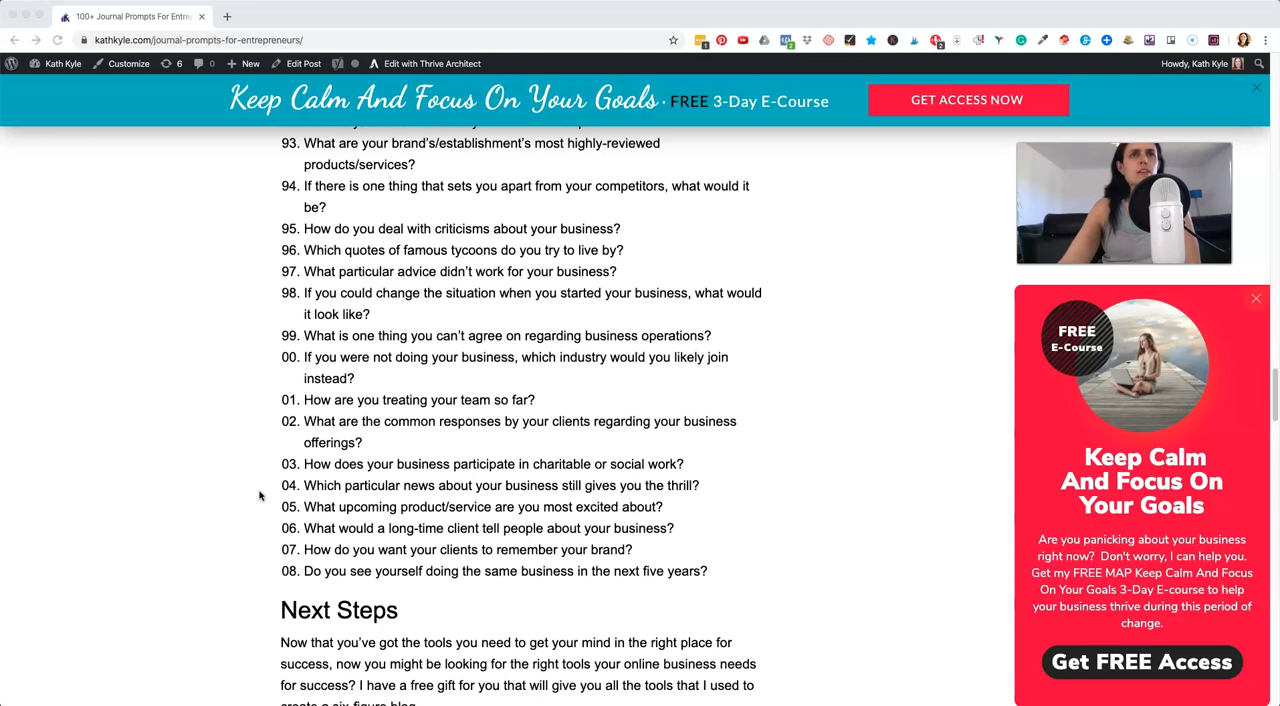 100+ Journal Prompts For Entre
kathkyle.com/journal-prompts-for-entrepreneurs/
Kath Kyle
Customize
6
0
New
Edit Post
Edit with Thrive Architect
Howdy, Kath Kyle
Keep Calm And Focus On Your Goals · FREE 3-Day E-Course
GET ACCESS NOW
93. What are your brand’s/establishment’s most highly-reviewed
products/services?
94. If there is one thing that sets you apart from your competitors, what would it
be?
95. How do you deal with criticisms about your business?
96. Which quotes of famous tycoons do you try to live by?
97. What particular advice didn’t work for your business?
98. If you could change the situation when you started your business, what would
it look like?
99. What is one thing you can’t agree on regarding business operations?
00. If you were not doing your business, which industry would you likely join
instead?
01. How are you treating your team so far?
02. What are the common responses by your clients regarding your business
offerings?
03. How does your business participate in charitable or social work?
04. Which particular news about your business still gives you the thrill?
05. What upcoming product/service are you most excited about?
06. What would a long-time client tell people about your business?
07. How do you want your clients to remember your brand?
08. Do you see yourself doing the same business in the next five years?
Next Steps
Now that you’ve got the tools you need to get your mind in the right place for
success, now you might be looking for the right tools your online business needs
for success? I have a free gift for you that will give you all the tools that I used to
create a six-figure blog
FREE
E-Course
Keep Calm
And Focus On
Your Goals
Are you panicking about your business
right now? Don't worry, I can help you.
Get my FREE MAP Keep Calm And Focus
On Your Goals 3-Day E-course to help
your business thrive during this period of
change.
Get FREE Access